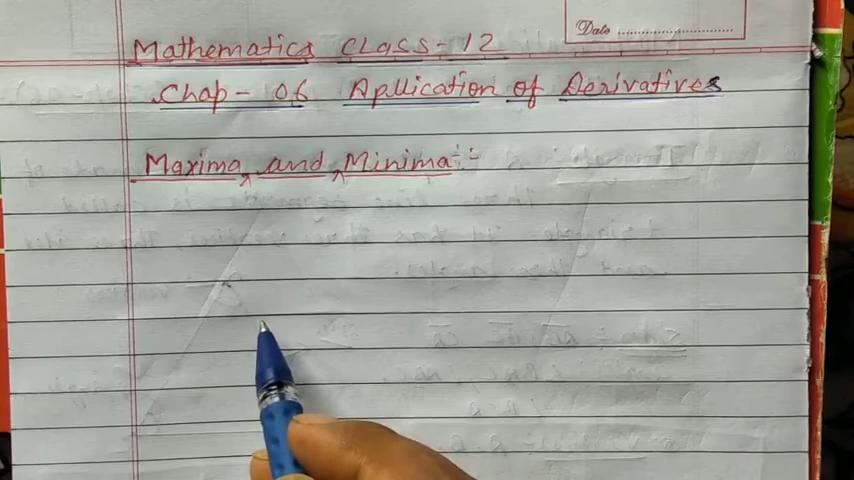 Date ..............................
Mathematics CLASS - 12
Chap - 06 Application of Derivatives
Maxima and Minima :-